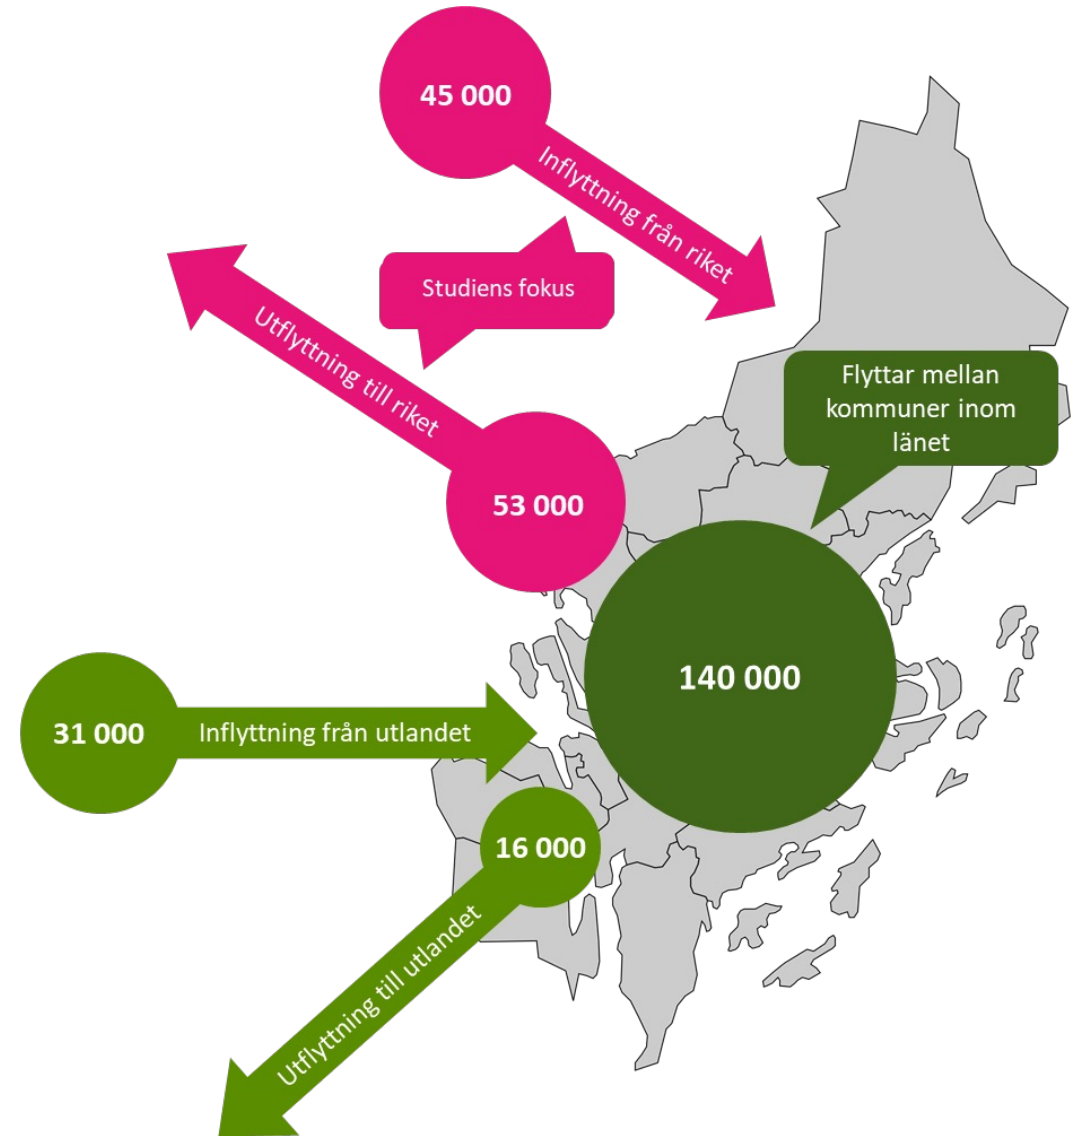 45 000
Inflyttning från riket
Studiens fokus
Utflyttning till riket
Flyttar mellan
kommuner inom
länet
53 000
140 000
31 000
Inflyttning från utlandet
16 000
Utflyttning till utlandet